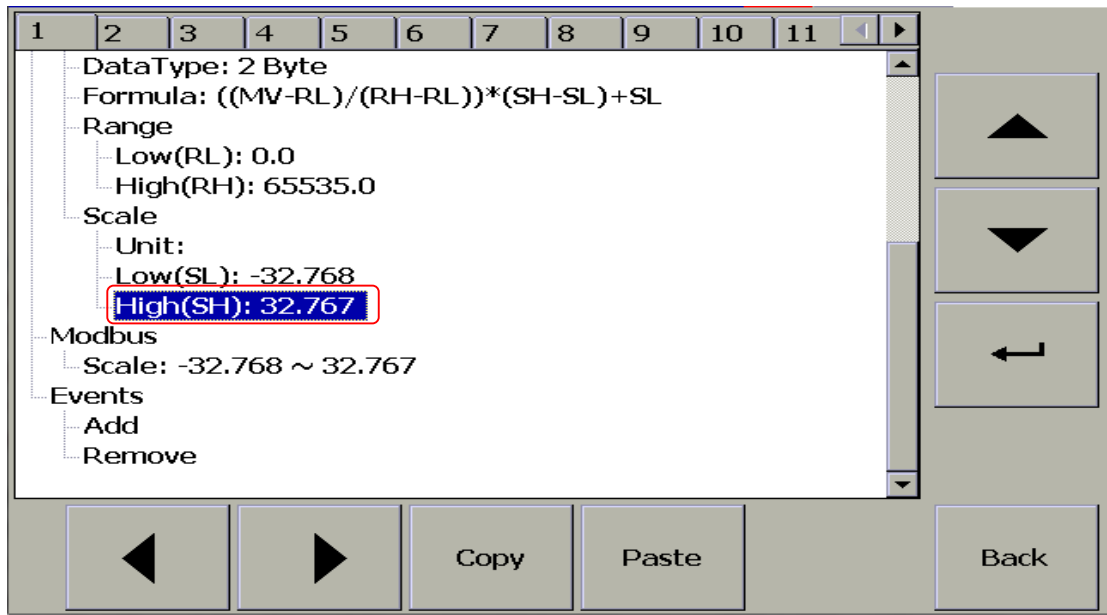 1 2 3 4 5 6 7 8 9 10 11
DataType: 2 Byte
Formula: ((MV-RL)/(RH-RL))*(SH-SL)+SL
Range
Low(RL): 0.0
High(RH): 65535.0
Scale
Unit:
Low(SL): -32.768
High(SH): 32.767
Modbus
Scale: -32.768 ~ 32.767
Events
Add
Remove
Copy Paste Back